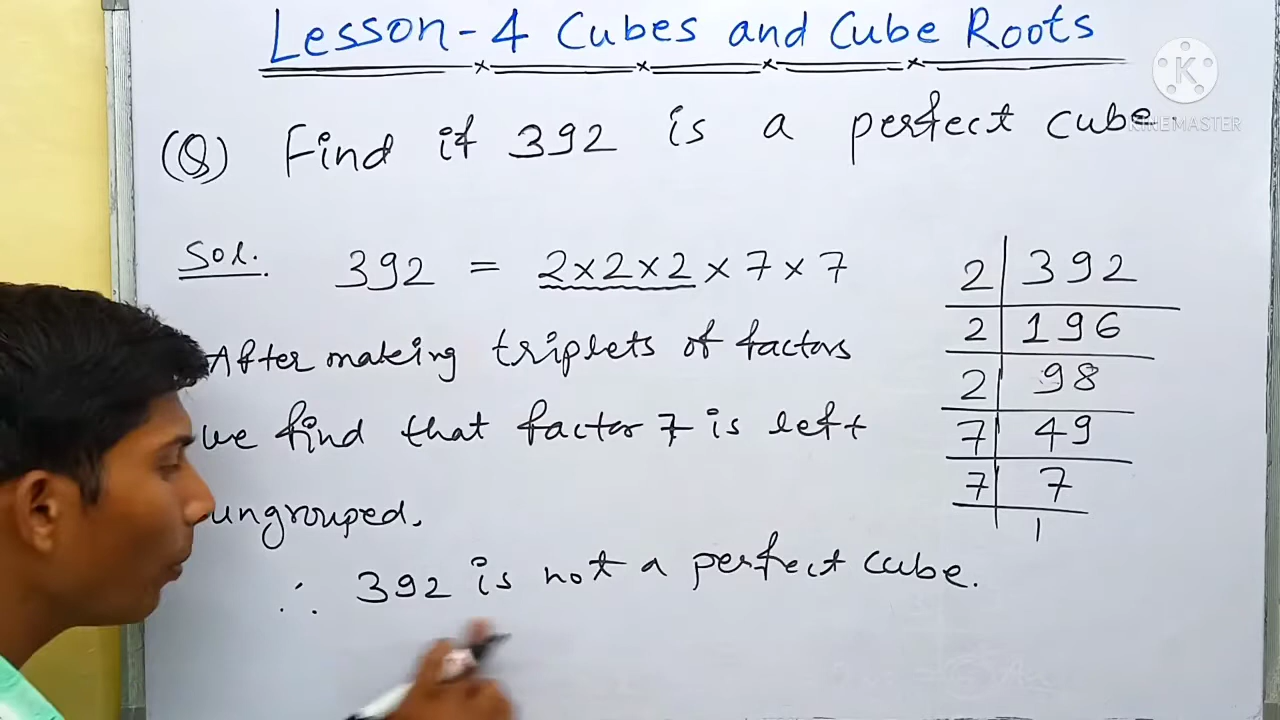 Lesson-4 Cubes and Cube Roots
K
KINEMASTER
(Q) Find if 392 is a perfect cube.
Sol. 392 = 2×2×2×7×7
After making triplets of factors
we find that factor 7 is left
ungrouped.
∴ 392 is not a perfect cube.
2 392
2 196
2 98
7 49
7 7
1